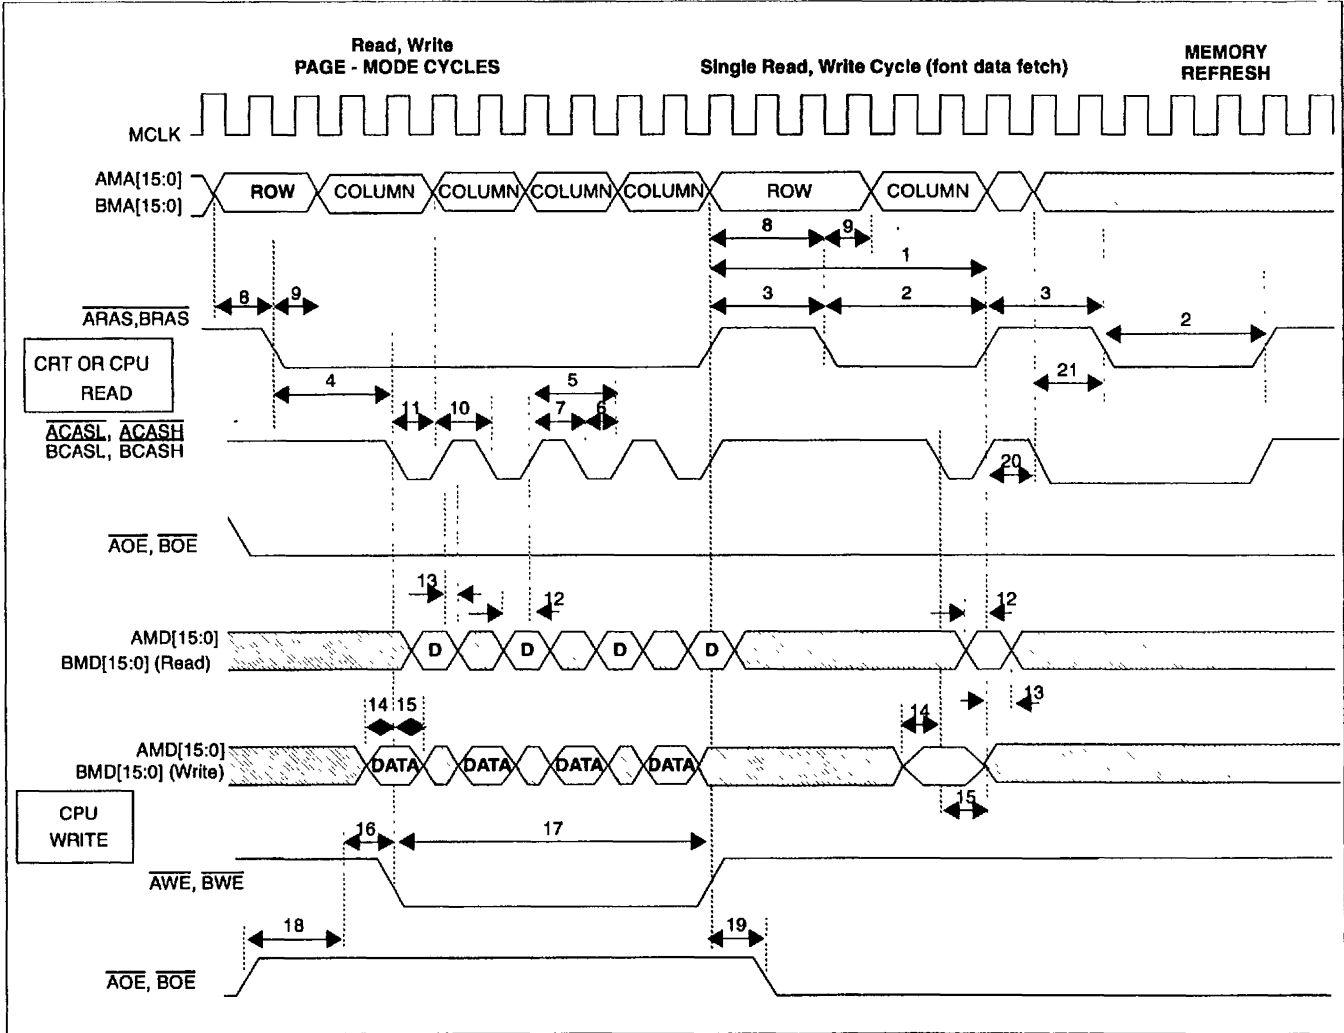 Read, Write
PAGE - MODE CYCLES
Single Read, Write Cycle (font data fetch)
MEMORY
REFRESH
MCLK
AMA[15:0]
BMA[15:0]
ROW
COLUMN
COLUMN
COLUMN
COLUMN
ROW
COLUMN
8
9
1
8
9
3
2
3
2
ARAS,BRAS
CRT OR CPU
READ
4
5
21
11
10
7
6
ACASL, ACASH
BCASL, BCASH
20
AOE, BOE
13
12
12
AMD[15:0]
BMD[15:0] (Read)
D
D
D
D
14
15
14
13
AMD[15:0]
BMD[15:0] (Write)
DATA
DATA
DATA
DATA
15
CPU
WRITE
16
17
AWE, BWE
18
19
AOE, BOE